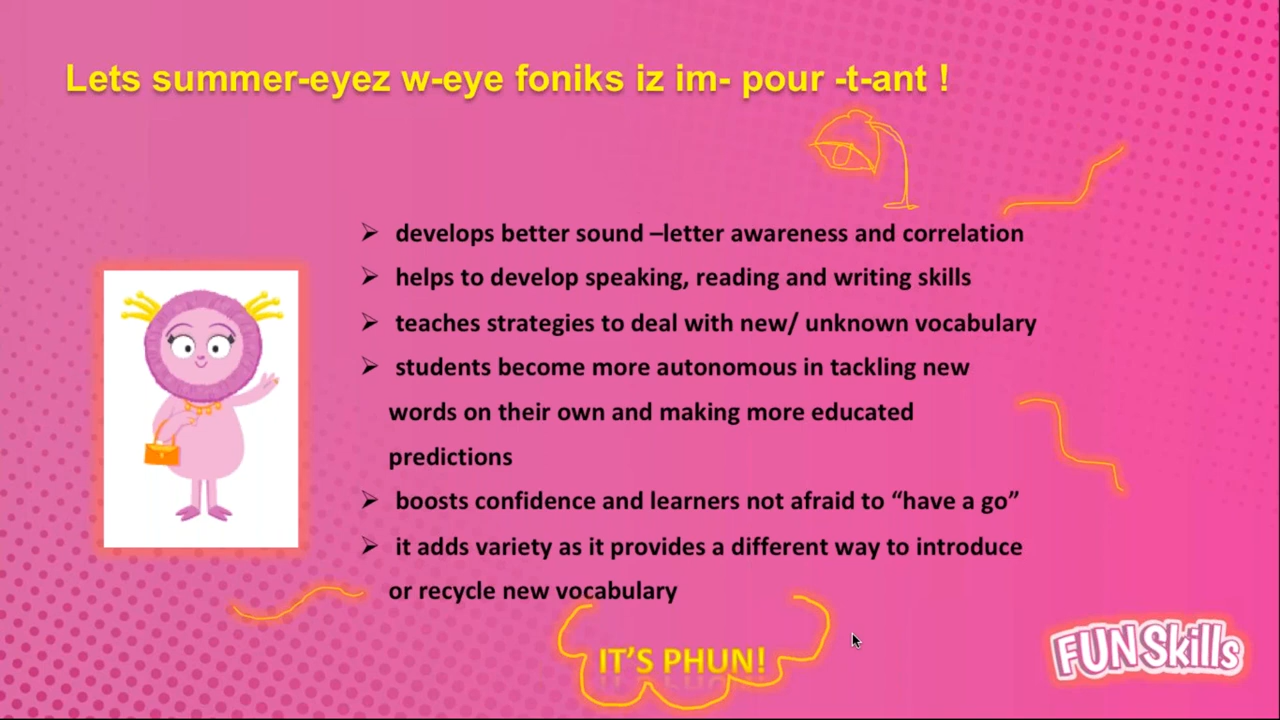 Lets summer-eyez w-eye foniks iz im- pour -t-ant !
➢ develops better sound –letter awareness and correlation
➢ helps to develop speaking, reading and writing skills
➢ teaches strategies to deal with new/ unknown vocabulary
➢ students become more autonomous in tackling new
words on their own and making more educated
predictions
➢ boosts confidence and learners not afraid to “have a go”
➢ it adds variety as it provides a different way to introduce
or recycle new vocabulary
IT’S PHUN!
FUN Skills